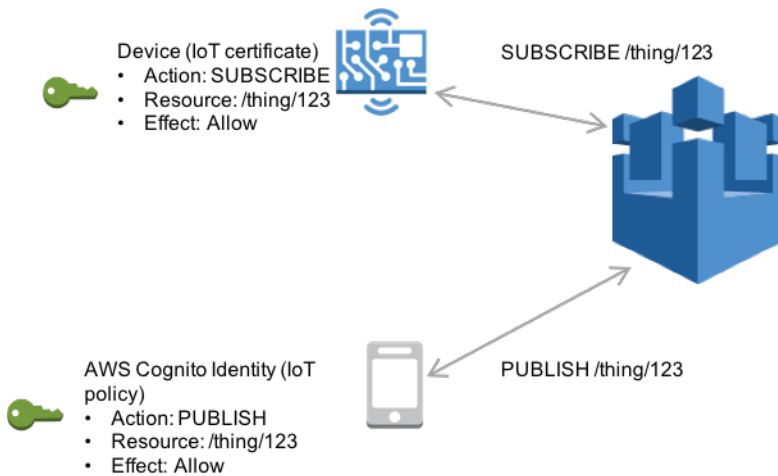 Device (IoT certificate)
• Action: SUBSCRIBE
• Resource: /thing/123
• Effect: Allow
SUBSCRIBE /thing/123
AWS Cognito Identity (IoT
policy)
• Action: PUBLISH
• Resource: /thing/123
• Effect: Allow
PUBLISH /thing/123